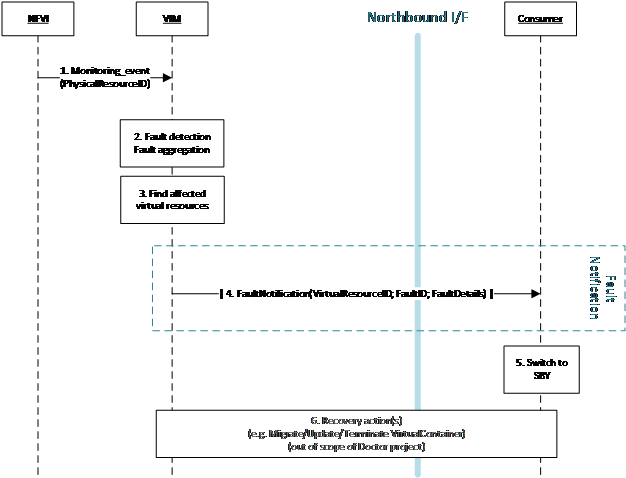 NFVI
VIM
Northbound I/F
Consumer
1. Monitoring_event
(PhysicalResourceID)
2. Fault detection
Fault aggregation
3. Find affected
virtual resources
[ 4. FaultNotification(VirtualResourceID; FaultID; FaultDetails) ]
Fault
Notification
5. Switch to
SBY
6. Recovery action(s)
(e.g. Migrate/Update/Terminate VirtualContainer)
(out of scope of Doctor project)